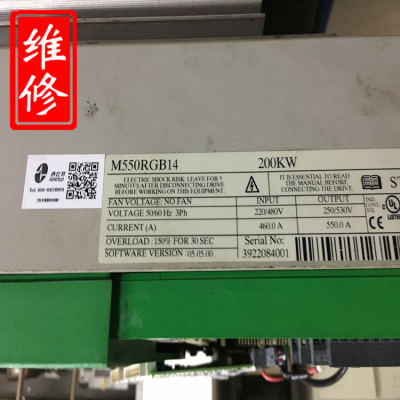 维修
M550RGB14 200KW
ELECTRIC SHOCK RISK. LEAVE FOR 5
MINUTES AFTER DISCONNECTING DRIVE
BEFORE WORKING ON THIS EQUIPMENT
IT IS ESSENTIAL TO READ
THE MANUAL BEFORE
CONNECTING THE DRIVE
FAN VOLTAGE: NO FAN INPUT OUTPUT
VOLTAGE 50/60 Hz 3Ph 220/480V 250/530V
CURRENT (A) 460.0 A 550.0 A
OVERLOAD : 150% FOR 30 SEC Serial No:
SOFTWARE VERSION :05.05.00 3922084001